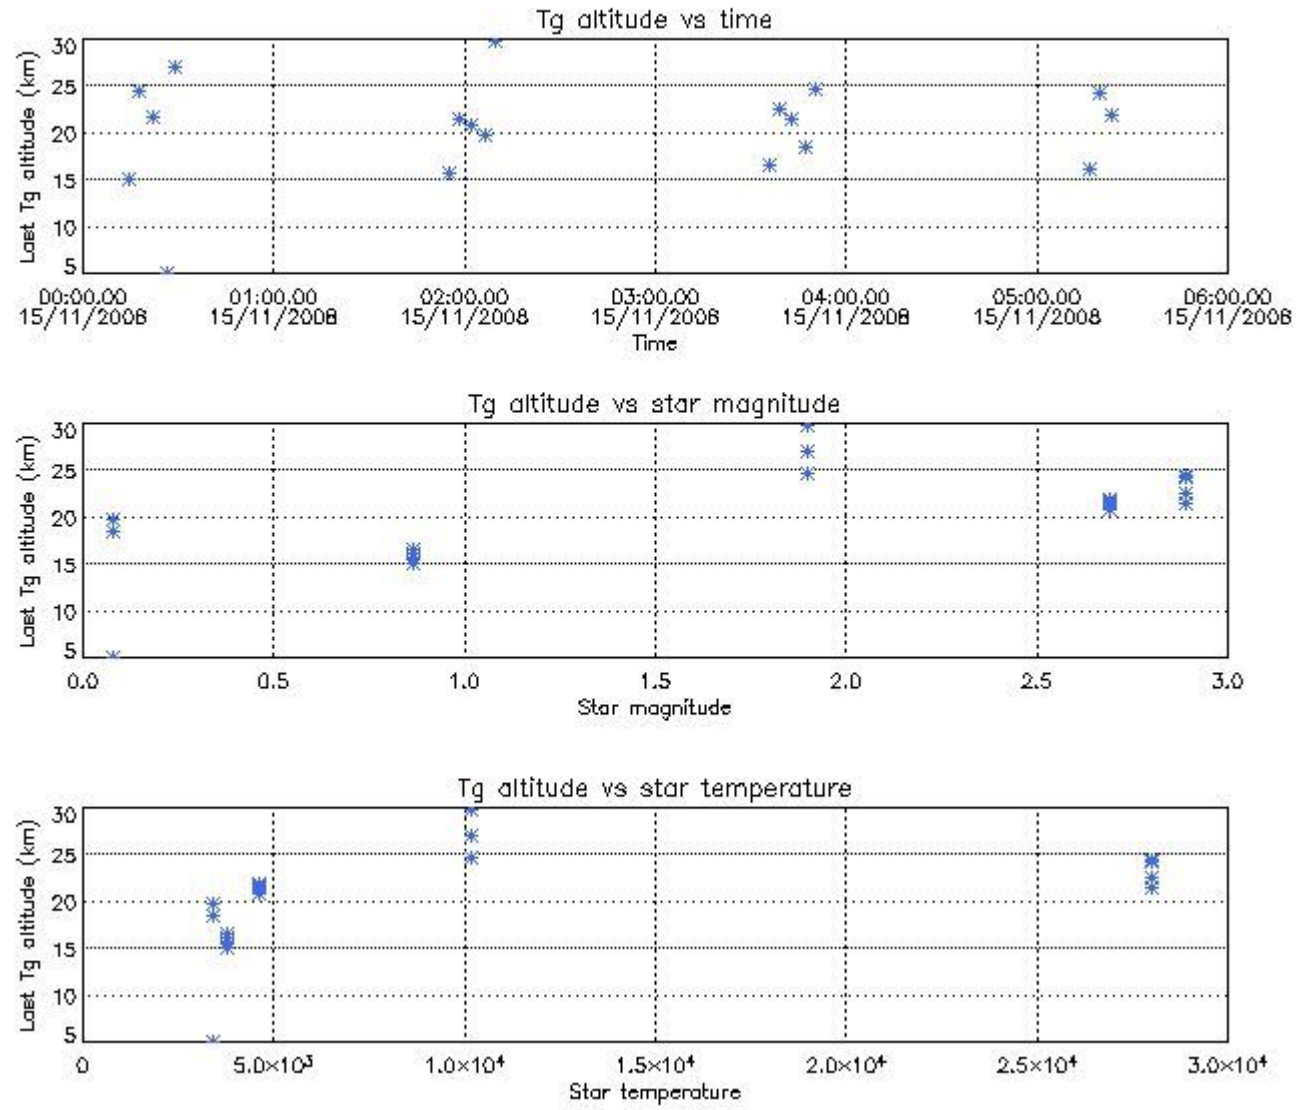 Tg altitude vs time
Last Tg altitude (km)
30
25
20
15
10
5
00:00.00 01:00.00 02:00.00 03:00.00 04:00.00 05:00.00 06:00.00
15/11/2008 15/11/2008 15/11/2008 15/11/2008 15/11/2008 15/11/2008 15/11/2008
Time
Tg altitude vs star magnitude
Last Tg altitude (km)
30
25
20
15
10
5
0.0 0.5 1.0 1.5 2.0 2.5 3.0
Star magnitude
Tg altitude vs star temperature
Last Tg altitude (km)
30
25
20
15
10
5
0 5.0×10³ 1.0×10⁴ 1.5×10⁴ 2.0×10⁴ 2.5×10⁴ 3.0×10⁴
Star temperature